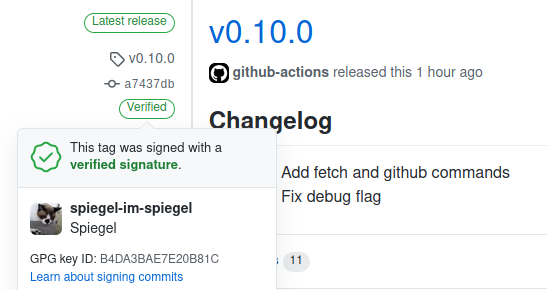 Latest release
v0.10.0
a7437db
Verified
This tag was signed with a
verified signature.
spiegel-im-spiegel
Spiegel
GPG key ID: B4DA3BAE7E20B81C
Learn about signing commits
v0.10.0
github-actions released this 1 hour ago
Changelog
Add fetch and github commands
Fix debug flag
11